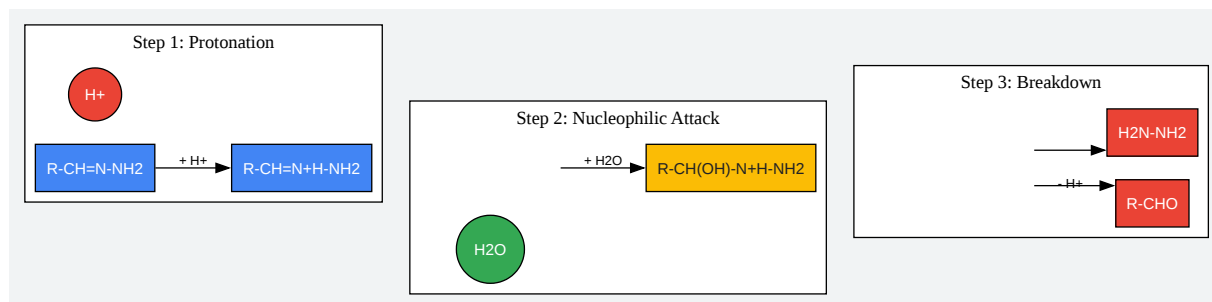 Step 1: Protonation
H+
R-CH=N-NH2
+ H+
R-CH=N+H-NH2
Step 2: Nucleophilic Attack
+ H2O
R-CH(OH)-N+H-NH2
H2O
Step 3: Breakdown
H2N-NH2
- H+
R-CHO